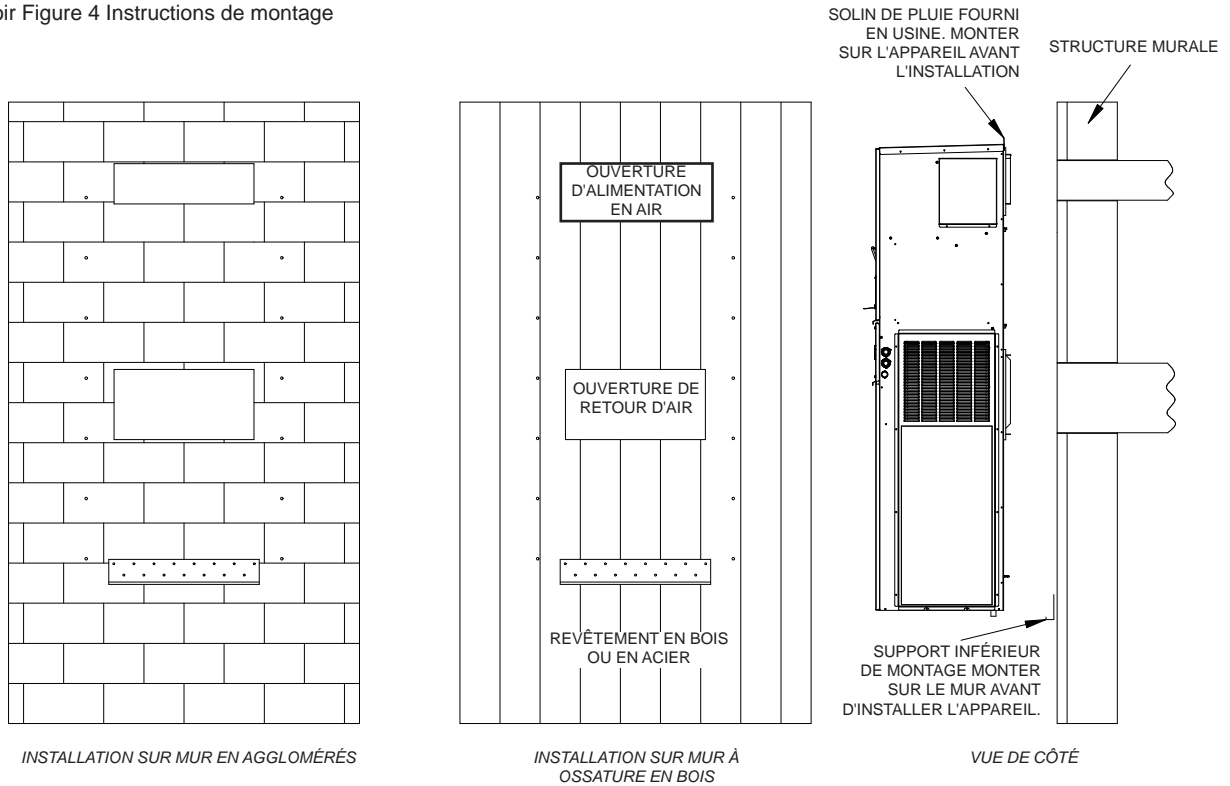 ir Figure 4 Instructions de montage
SOLIN DE PLUIE FOURNI
EN USINE. MONTER
SUR L'APPAREIL AVANT
L'INSTALLATION
STRUCTURE MURALE
OUVERTURE
D'ALIMENTATION
EN AIR
OUVERTURE DE
RETOUR D'AIR
REVÊTEMENT EN BOIS
OU EN ACIER
SUPPORT INFÉRIEUR
DE MONTAGE MONTER
SUR LE MUR AVANT
D'INSTALLER L'APPAREIL.
INSTALLATION SUR MUR EN AGGLOMÉRÉS
INSTALLATION SUR MUR À
OSSATURE EN BOIS
VUE DE CÔTÉ